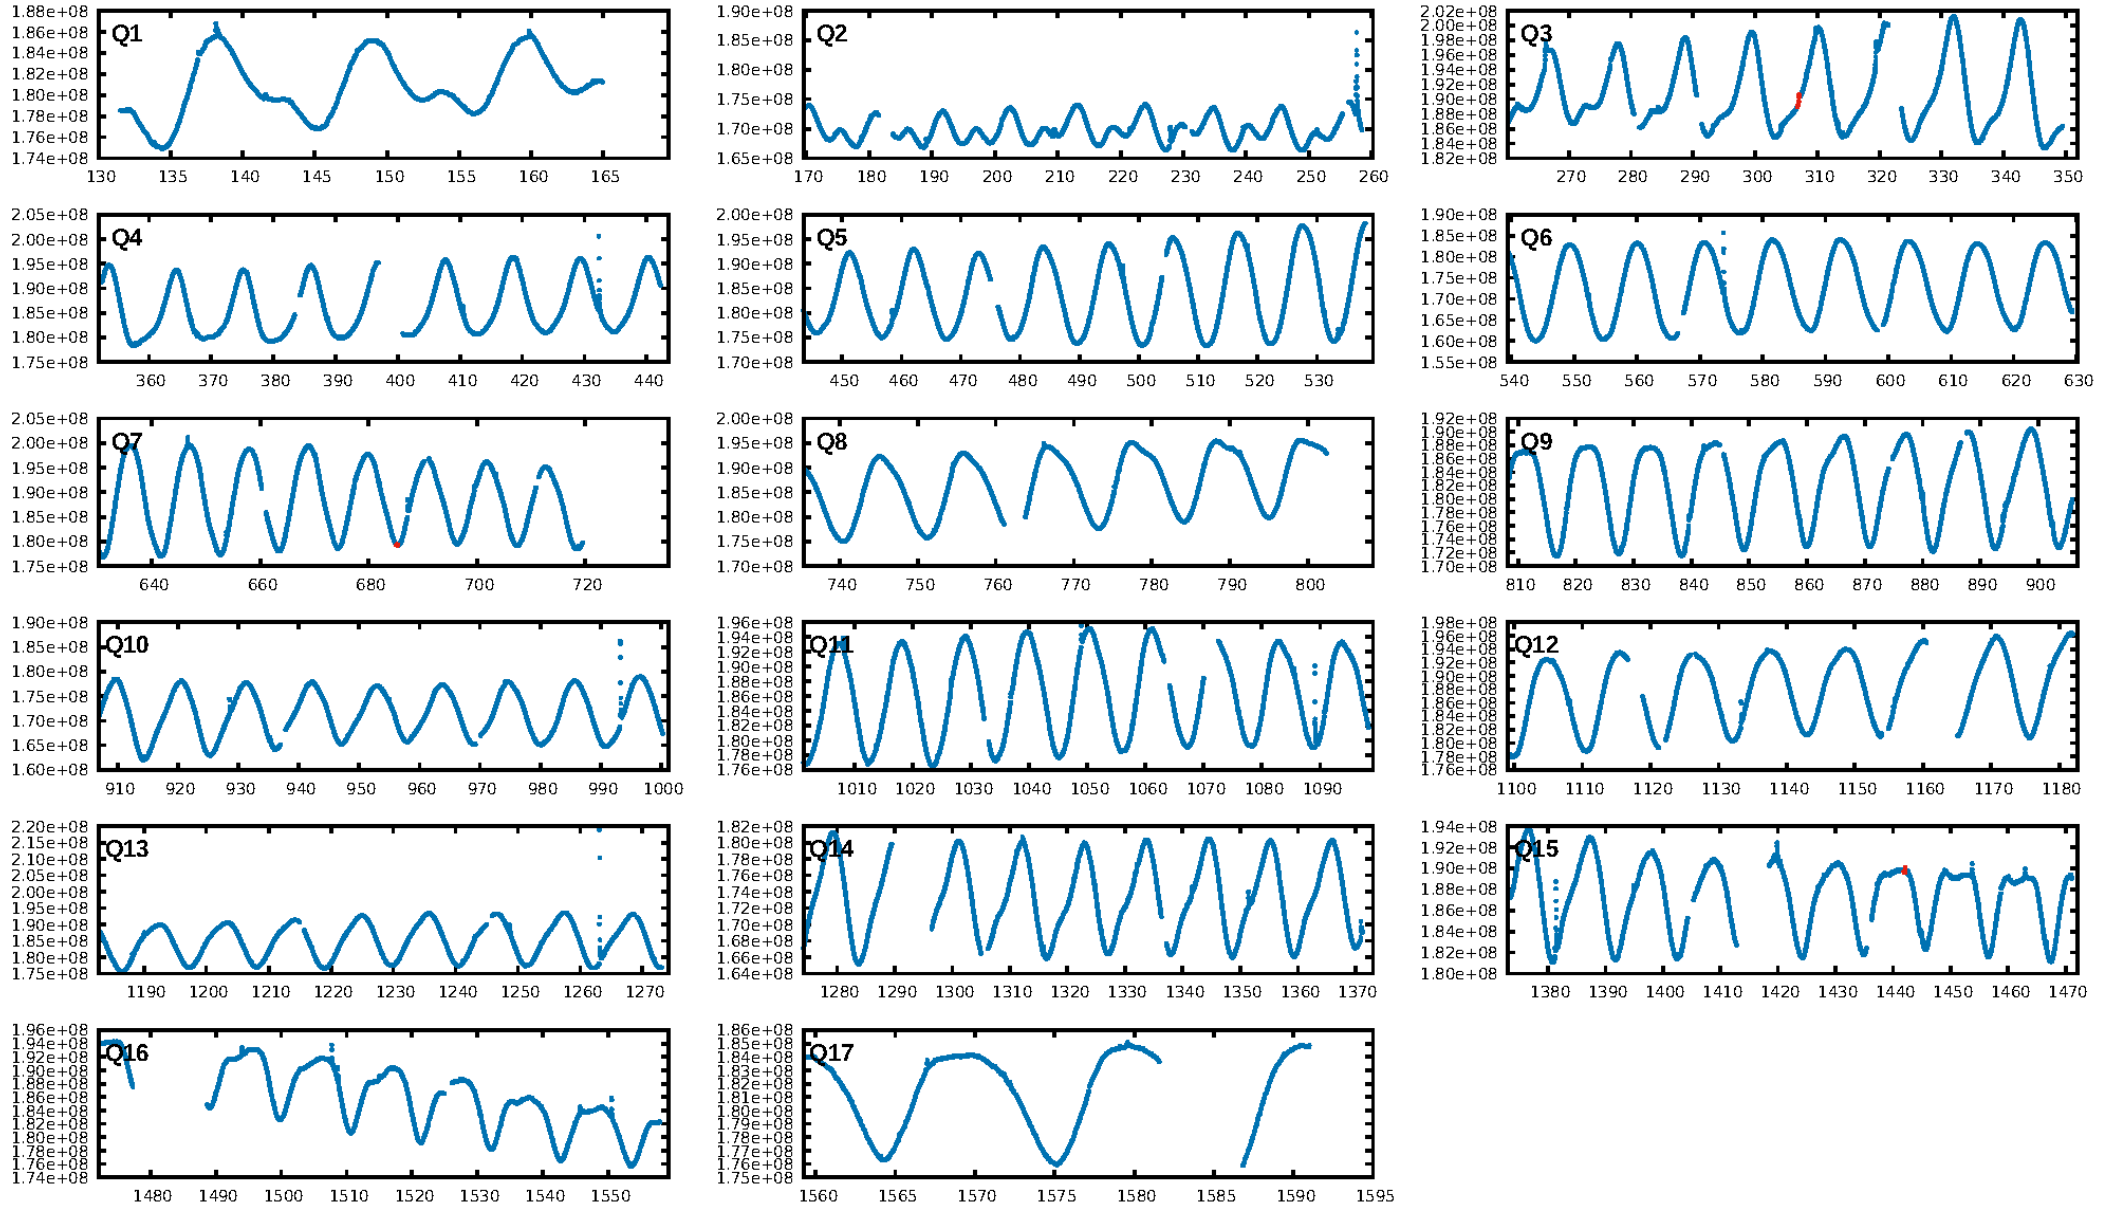 Q1
1.88e+08
1.86e+08
1.84e+08
1.82e+08
1.80e+08
1.78e+08
1.76e+08
1.74e+08
130 135 140 145 150 155 160 165
Q2
1.90e+08
1.85e+08
1.80e+08
1.75e+08
1.70e+08
1.65e+08
170 180 190 200 210 220 230 240 250 260
Q3
2.02e+08
2.00e+08
1.98e+08
1.96e+08
1.94e+08
1.92e+08
1.90e+08
1.88e+08
1.86e+08
1.84e+08
1.82e+08
270 280 290 300 310 320 330 340 350
Q4
2.05e+08
2.00e+08
1.95e+08
1.90e+08
1.85e+08
1.80e+08
1.75e+08
360 370 380 390 400 410 420 430 440
Q5
2.00e+08
1.95e+08
1.90e+08
1.85e+08
1.80e+08
1.75e+08
1.70e+08
450 460 470 480 490 500 510 520 530
Q6
1.90e+08
1.85e+08
1.80e+08
1.75e+08
1.70e+08
1.65e+08
1.60e+08
1.55e+08
540 550 560 570 580 590 600 610 620 630
Q7
2.05e+08
2.00e+08
1.95e+08
1.90e+08
1.85e+08
1.80e+08
1.75e+08
640 660 680 700 720
Q8
2.00e+08
1.95e+08
1.90e+08
1.85e+08
1.80e+08
1.75e+08
1.70e+08
740 750 760 770 780 790 800
Q9
1.92e+08
1.90e+08
1.88e+08
1.86e+08
1.84e+08
1.82e+08
1.80e+08
1.78e+08
1.76e+08
1.74e+08
1.72e+08
1.70e+08
810 820 830 840 850 860 870 880 890 900
Q10
1.90e+08
1.85e+08
1.80e+08
1.75e+08
1.70e+08
1.65e+08
1.60e+08
910 920 930 940 950 960 970 980 990 1000
Q11
1.96e+08
1.94e+08
1.92e+08
1.90e+08
1.88e+08
1.86e+08
1.84e+08
1.82e+08
1.80e+08
1.78e+08
1.76e+08
1010 1020 1030 1040 1050 1060 1070 1080 1090
Q12
1.98e+08
1.96e+08
1.94e+08
1.92e+08
1.90e+08
1.88e+08
1.86e+08
1.84e+08
1.82e+08
1.80e+08
1.78e+08
1.76e+08
1100 1110 1120 1130 1140 1150 1160 1170 1180
Q13
2.20e+08
2.15e+08
2.10e+08
2.05e+08
2.00e+08
1.95e+08
1.90e+08
1.85e+08
1.80e+08
1.75e+08
1190 1200 1210 1220 1230 1240 1250 1260 1270
Q14
1.82e+08
1.80e+08
1.78e+08
1.76e+08
1.74e+08
1.72e+08
1.70e+08
1.68e+08
1.66e+08
1.64e+08
1280 1290 1300 1310 1320 1330 1340 1350 1360 1370
Q15
1.94e+08
1.92e+08
1.90e+08
1.88e+08
1.86e+08
1.84e+08
1.82e+08
1.80e+08
1380 1390 1400 1410 1420 1430 1440 1450 1460 1470
Q16
1.96e+08
1.94e+08
1.92e+08
1.90e+08
1.88e+08
1.86e+08
1.84e+08
1.82e+08
1.80e+08
1.78e+08
1.76e+08
1.74e+08
1480 1490 1500 1510 1520 1530 1540 1550
Q17
1.86e+08
1.85e+08
1.84e+08
1.83e+08
1.82e+08
1.81e+08
1.80e+08
1.79e+08
1.78e+08
1.77e+08
1.76e+08
1.75e+08
1560 1565 1570 1575 1580 1585 1590 1595